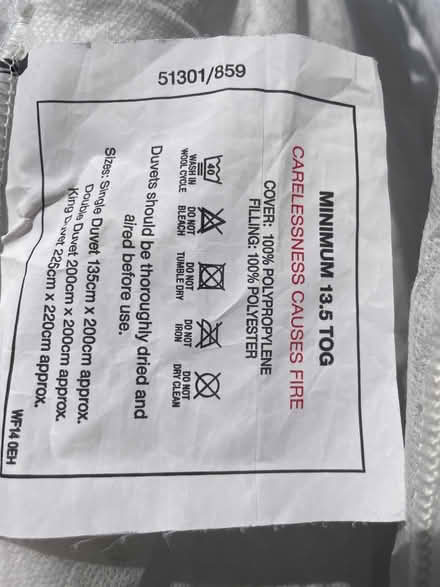 51301/859
MINIMUM 13.5 TOG
CARELESSNESS CAUSES FIRE
COVER: 100% POLYPROPYLENE
FILLING: 100% POLYESTER
40
WASH IN
WOOL CYCLE
DO NOT
BLEACH
DO NOT
TUMBLE DRY
DO NOT
IRON
DO NOT
DRY CLEAN
Duvets should be thoroughly dried and
aired before use.
Sizes: Single Duvet 135cm x 200cm approx.
Double Duvet 200cm x 200cm approx.
King Duvet 225cm x 220cm approx.
WF14 0EH